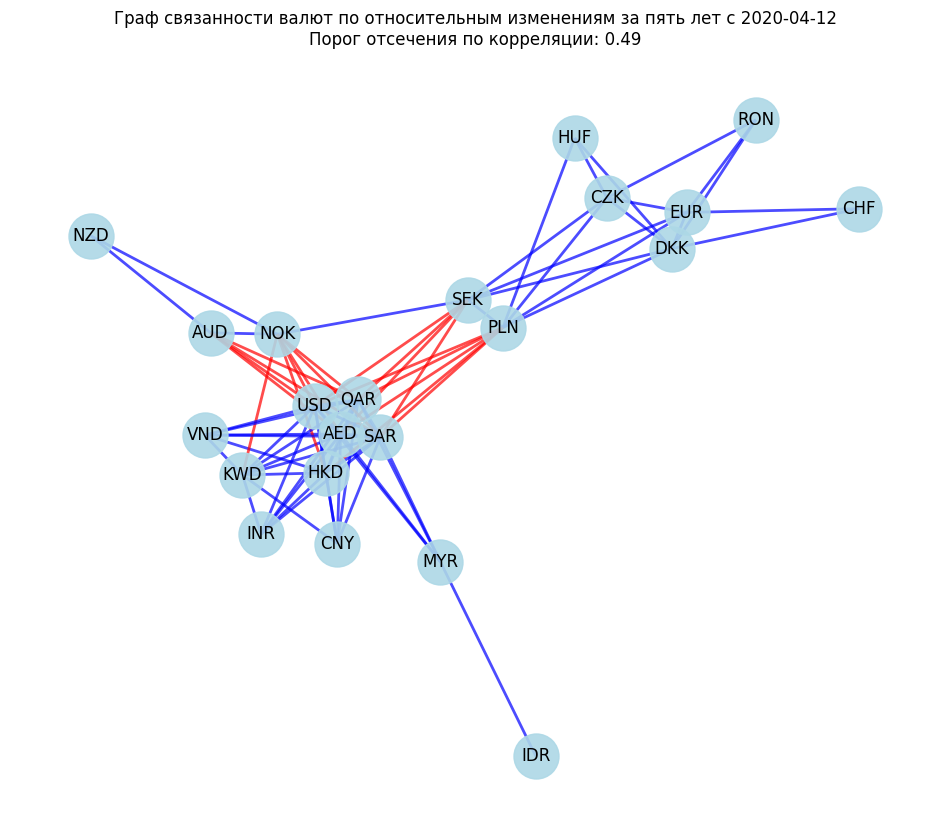 Граф связанности валют по относительным изменениям за пять лет с 2020-04-12
Порог отсечения по корреляции: 0.49
RON
HUF
CZK
EUR
CHF
NZD
DKK
SEK
PLN
AUD
NOK
QAR
USD
VND
AED
SAR
KWD
HKD
INR
CNY
MYR
IDR